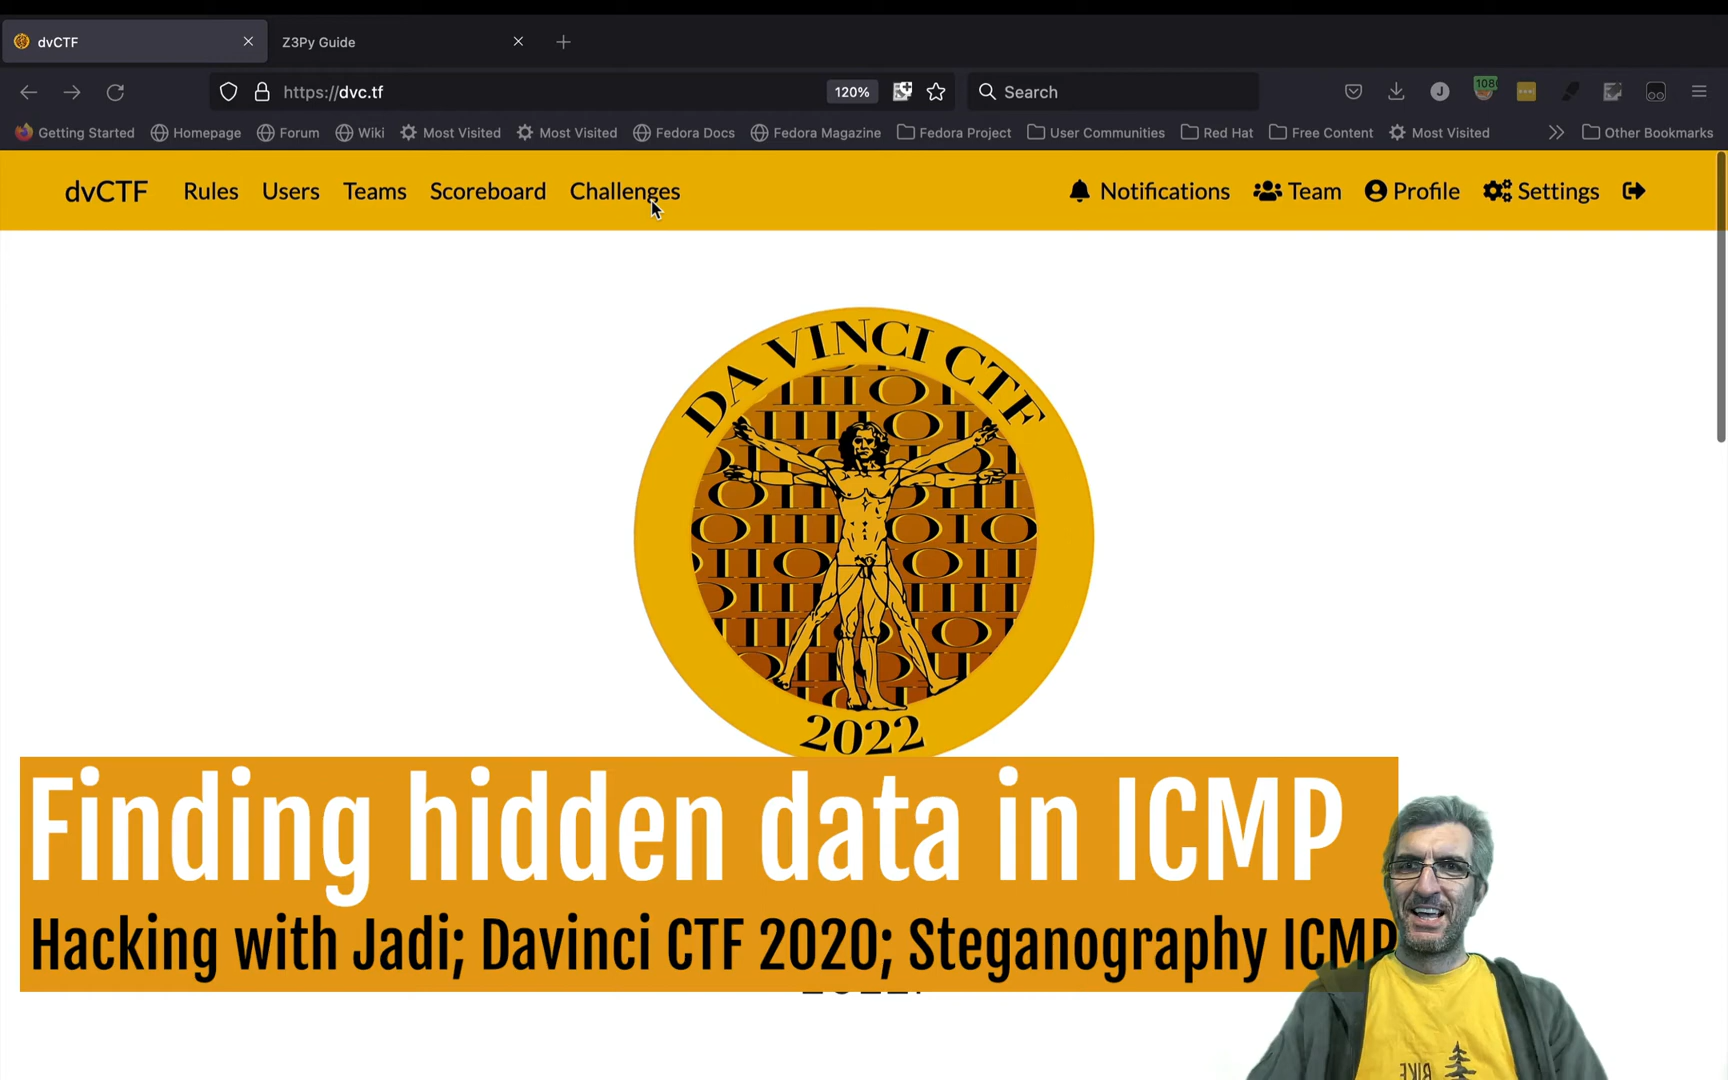 dvCTF
Z3Py Guide
https://dvc.tf
120%
Search
J
108
Getting Started
Homepage
Forum
Wiki
Most Visited
Most Visited
Fedora Docs
Fedora Magazine
Fedora Project
User Communities
Red Hat
Free Content
Most Visited
Other Bookmarks
dvCTF
Rules
Users
Teams
Scoreboard
Challenges
Notifications
Team
Profile
Settings
DA VINCI CTF
2022
Finding hidden data in ICMP
Hacking with Jadi; Davinci CTF 2020; Steganography ICMP